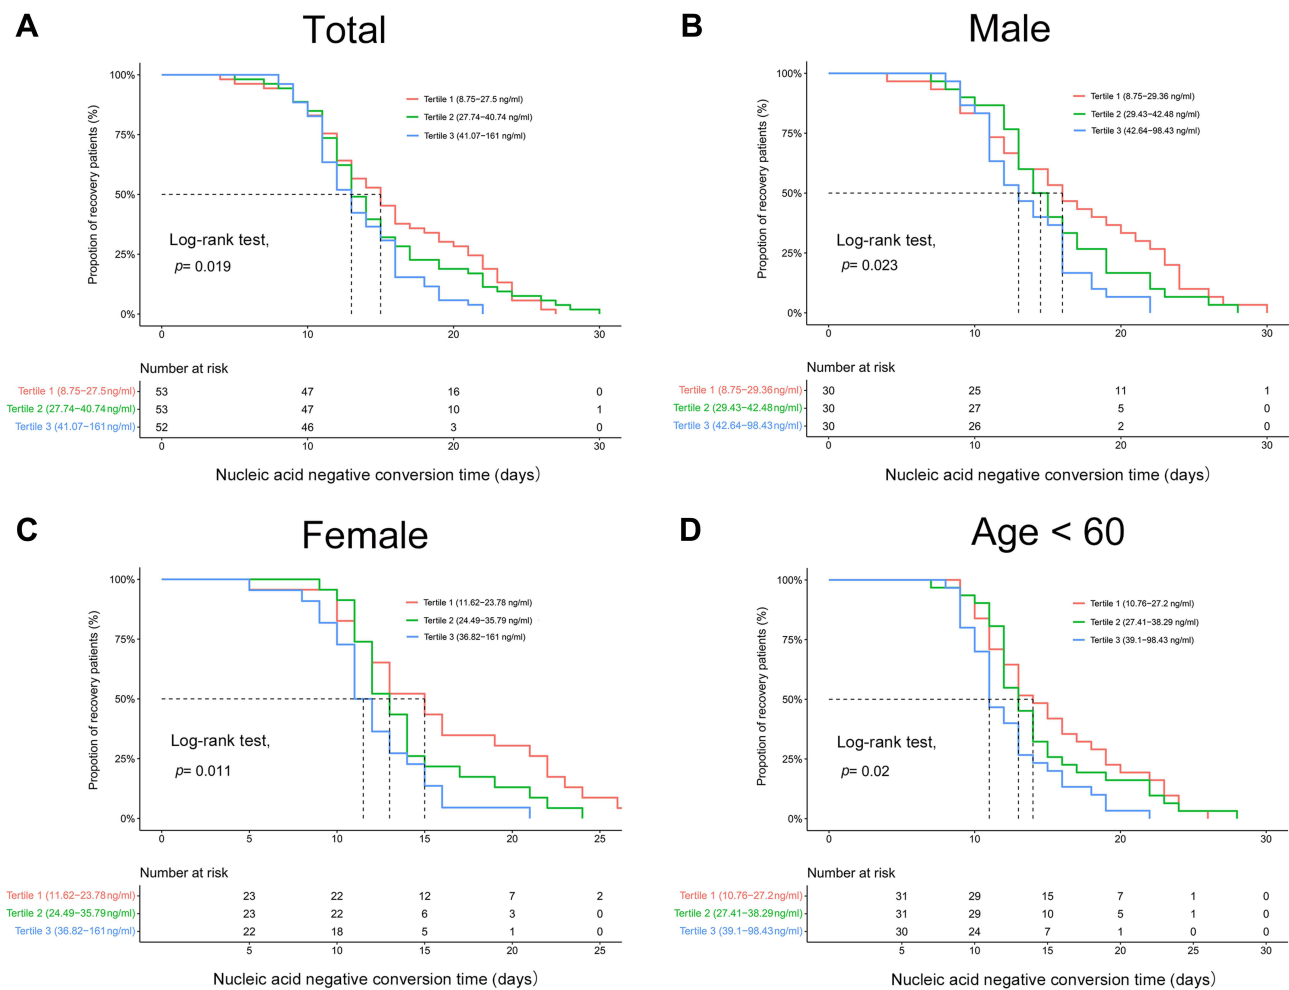 A
Total
Propotion of recovery patients (%)
100%
75%
50%
25%
0%
Tertile 1 (8.75−27.5 ng/ml)
Tertile 2 (27.74−40.74 ng/ml)
Tertile 3 (41.07−161 ng/ml)
Log-rank test,
p= 0.019
0 10 20 30
Number at risk
Tertile 1 (8.75−27.5ng/ml) 53 47 16 0
Tertile 2 (27.74−40.74ng/ml) 53 47 10 1
Tertile 3 (41.07−161ng/ml) 52 46 3 0
0 10 20 30
Nucleic acid negative conversion time (days)
B
Male
Propotion of recovery patients (%)
100%
75%
50%
25%
0%
Tertile 1 (8.75−29.36 ng/ml)
Tertile 2 (29.43−42.48 ng/ml)
Tertile 3 (42.64−98.43 ng/ml)
Log-rank test,
p= 0.023
0 10 20 30
Number at risk
Tertile 1 (8.75−29.36ng/ml) 30 25 11 1
Tertile 2 (29.43−42.48ng/ml) 30 27 5 0
Tertile 3 (42.64−98.43ng/ml) 30 26 2 0
0 10 20 30
Nucleic acid negative conversion time (days)
C
Female
Propotion of recovery patients (%)
100%
75%
50%
25%
0%
Tertile 1 (11.62−23.78 ng/ml)
Tertile 2 (24.49−35.79 ng/ml)
Tertile 3 (36.82−161 ng/ml)
Log-rank test,
p= 0.011
0 5 10 15 20 25
Number at risk
Tertile 1 (11.62−23.78ng/ml) 23 22 12 7 2
Tertile 2 (24.49−35.79ng/ml) 23 22 6 3 0
Tertile 3 (36.82−161ng/ml) 22 18 5 1 0
5 10 15 20 25
Nucleic acid negative conversion time (days)
D
Age < 60
Propotion of recovery patients (%)
100%
75%
50%
25%
0%
Tertile 1 (10.76−27.2 ng/ml)
Tertile 2 (27.41−38.29 ng/ml)
Tertile 3 (39.1−98.43 ng/ml)
Log-rank test,
p= 0.02
0 10 20 30
Number at risk
Tertile 1 (10.76−27.2ng/ml) 31 29 15 7 1 0
Tertile 2 (27.41−38.29ng/ml) 31 29 10 5 1 0
Tertile 3 (39.1−98.43ng/ml) 30 24 7 1 0 0
5 10 15 20 25 30
Nucleic acid negative conversion time (days)